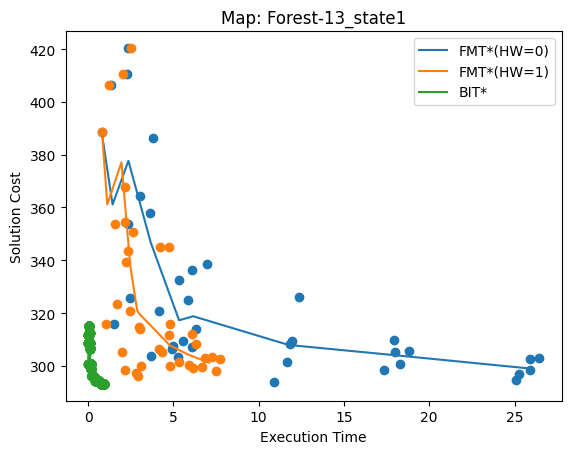 Map: Forest-13_state1
FMT*(HW=0)
FMT*(HW=1)
BIT*
Solution Cost
420
400
380
360
340
320
300
0
5
10
15
20
25
Execution Time